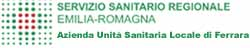 SERVIZIO SANITARIO REGIONALE
EMILIA-ROMAGNA
Azienda Unità Sanitaria Locale di Ferrara